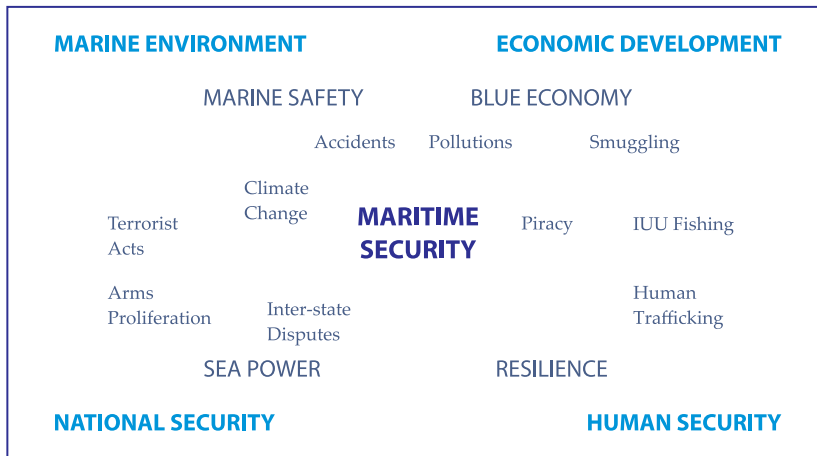 MARINE ENVIRONMENT
ECONOMIC DEVELOPMENT
MARINE SAFETY
BLUE ECONOMY
Accidents
Pollutions
Smuggling
Climate
Change
MARITIME
SECURITY
Terrorist
Acts
Piracy
IUU Fishing
Arms
Proliferation
Inter-state
Disputes
Human
Trafficking
SEA POWER
RESILIENCE
NATIONAL SECURITY
HUMAN SECURITY